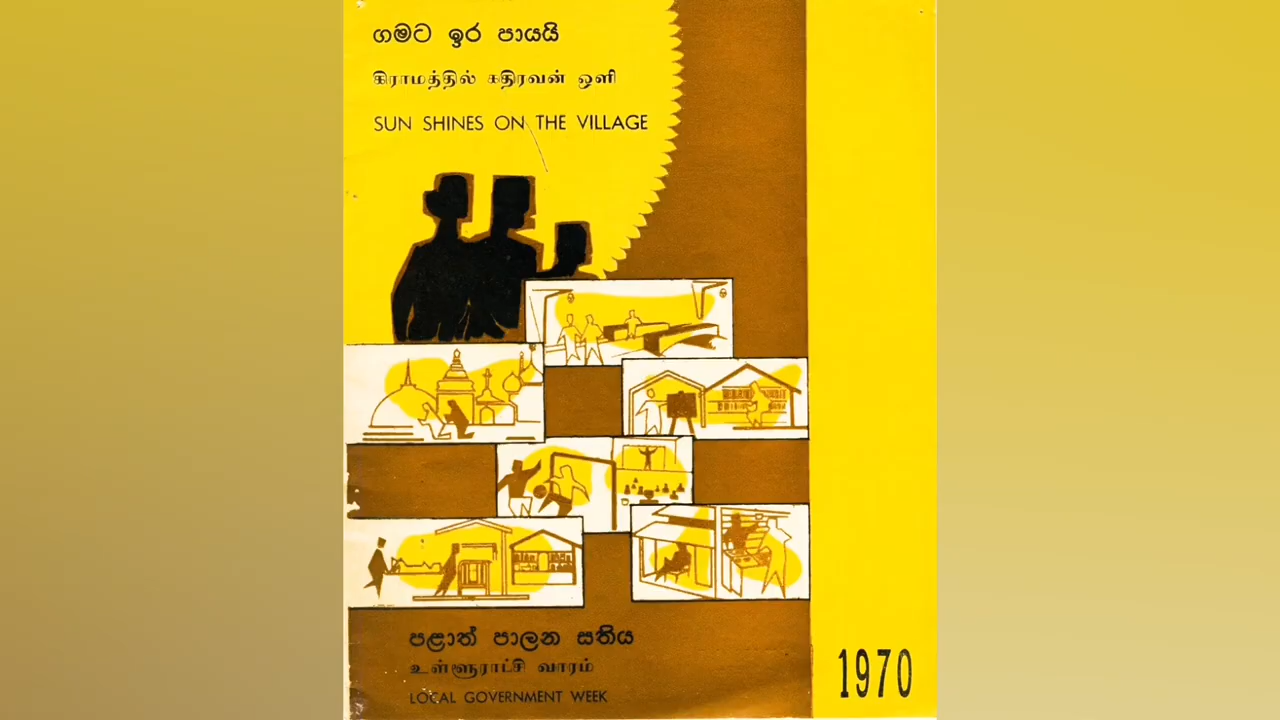 ගමට ඉර පායයි
கிராமத்தில் கதிரவன் ஒளி
SUN SHINES ON THE VILLAGE
පළාත් පාලන සතිය
உள்ளூராட்சி வாரம்
LOCAL GOVERNMENT WEEK
1970